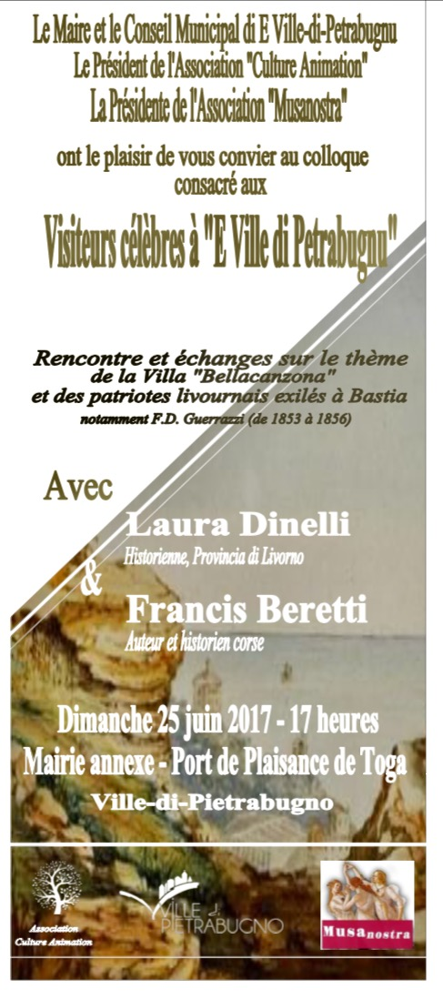 Le Maire et le Conseil Municipal di E Ville-di-Petrabugnu
Le Président de l'Association "Culture Animation"
La Présidente de l'Association "Musanostra"
ont le plaisir de vous convier au colloque
consacré aux
Visiteurs célèbres à "E Ville di Petrabugnu"
Rencontre et échanges sur le thème
de la Villa "Bellacanzona"
et des patriotes livournais exilés à Bastia
notamment F.D. Guerrazzi (de 1853 à 1856)
Avec
Laura Dinelli
Historienne, Provincia di Livorno
&
Francis Beretti
Auteur et historien corse
Dimanche 25 juin 2017 - 17 heures
Mairie annexe - Port de Plaisance de Toga
Ville-di-Pietrabugno
Association
Culture Animation
VILLE di
PIETRABUGNO
Musanostra